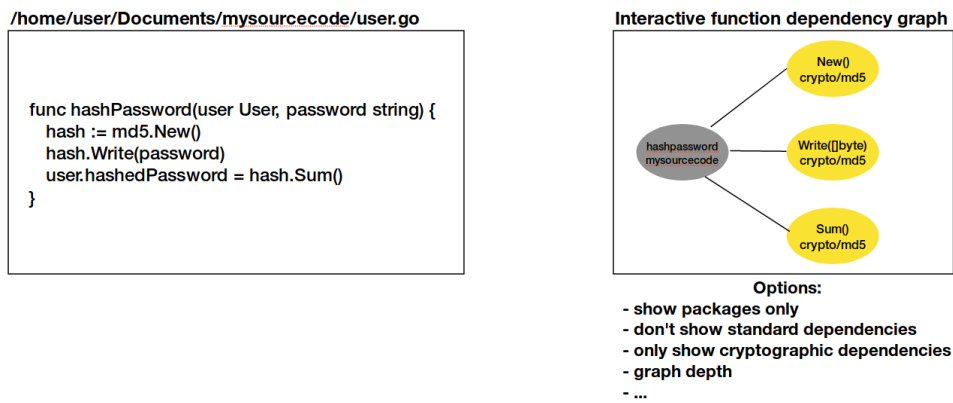 /home/user/Documents/mysourcecode/user.go
func hashPassword(user User, password string) {
hash := md5.New()
hash.Write(password)
user.hashedPassword = hash.Sum()
}
Interactive function dependency graph
New()
crypto/md5
hashpassword
mysourcecode
Write([]byte)
crypto/md5
Sum()
crypto/md5
Options:
- show packages only
- don't show standard dependencies
- only show cryptographic dependencies
- graph depth
- ...